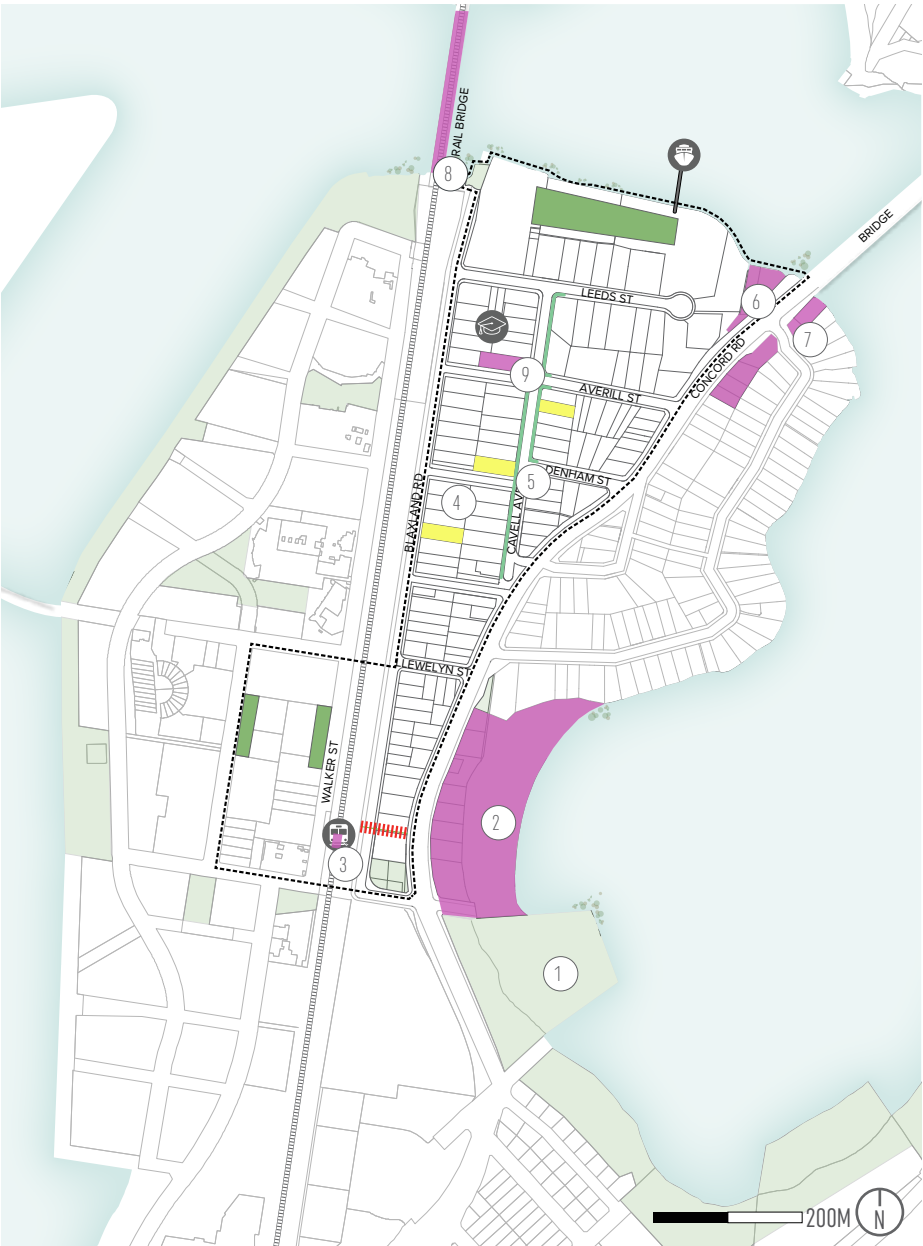 RAIL BRIDGE
8
BRIDGE
LEEDS ST
6
7
CONCORD RD
9
AVERILL ST
DENHAM ST
5
BLAXLAND RD
4
CAVELL AV
LEWELYN ST
WALKER ST
2
3
1
200M
N